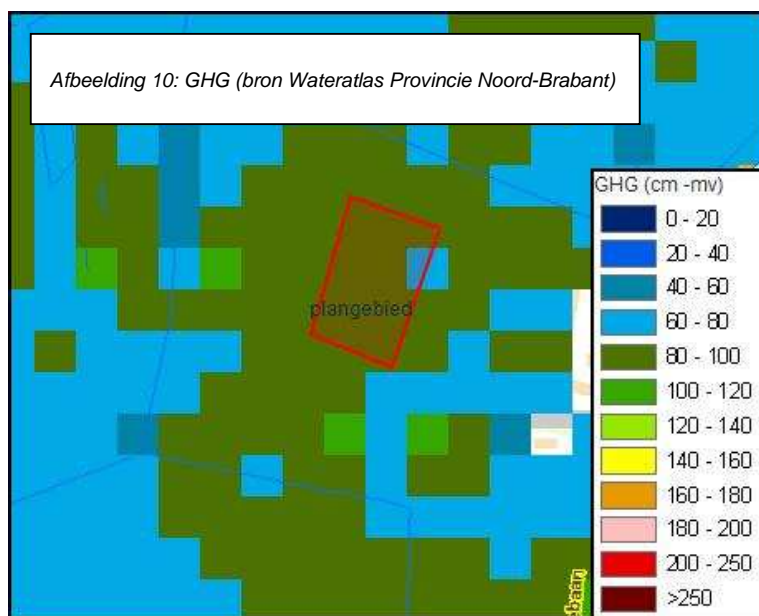 Afbeelding 10: GHG (bron Wateratlas Provincie Noord-Brabant)
GHG (cm -mv)
0 - 20
20 - 40
40 - 60
60 - 80
80 - 100
100 - 120
120 - 140
140 - 160
160 - 180
180 - 200
200 - 250
>250
plangebied
ebaan